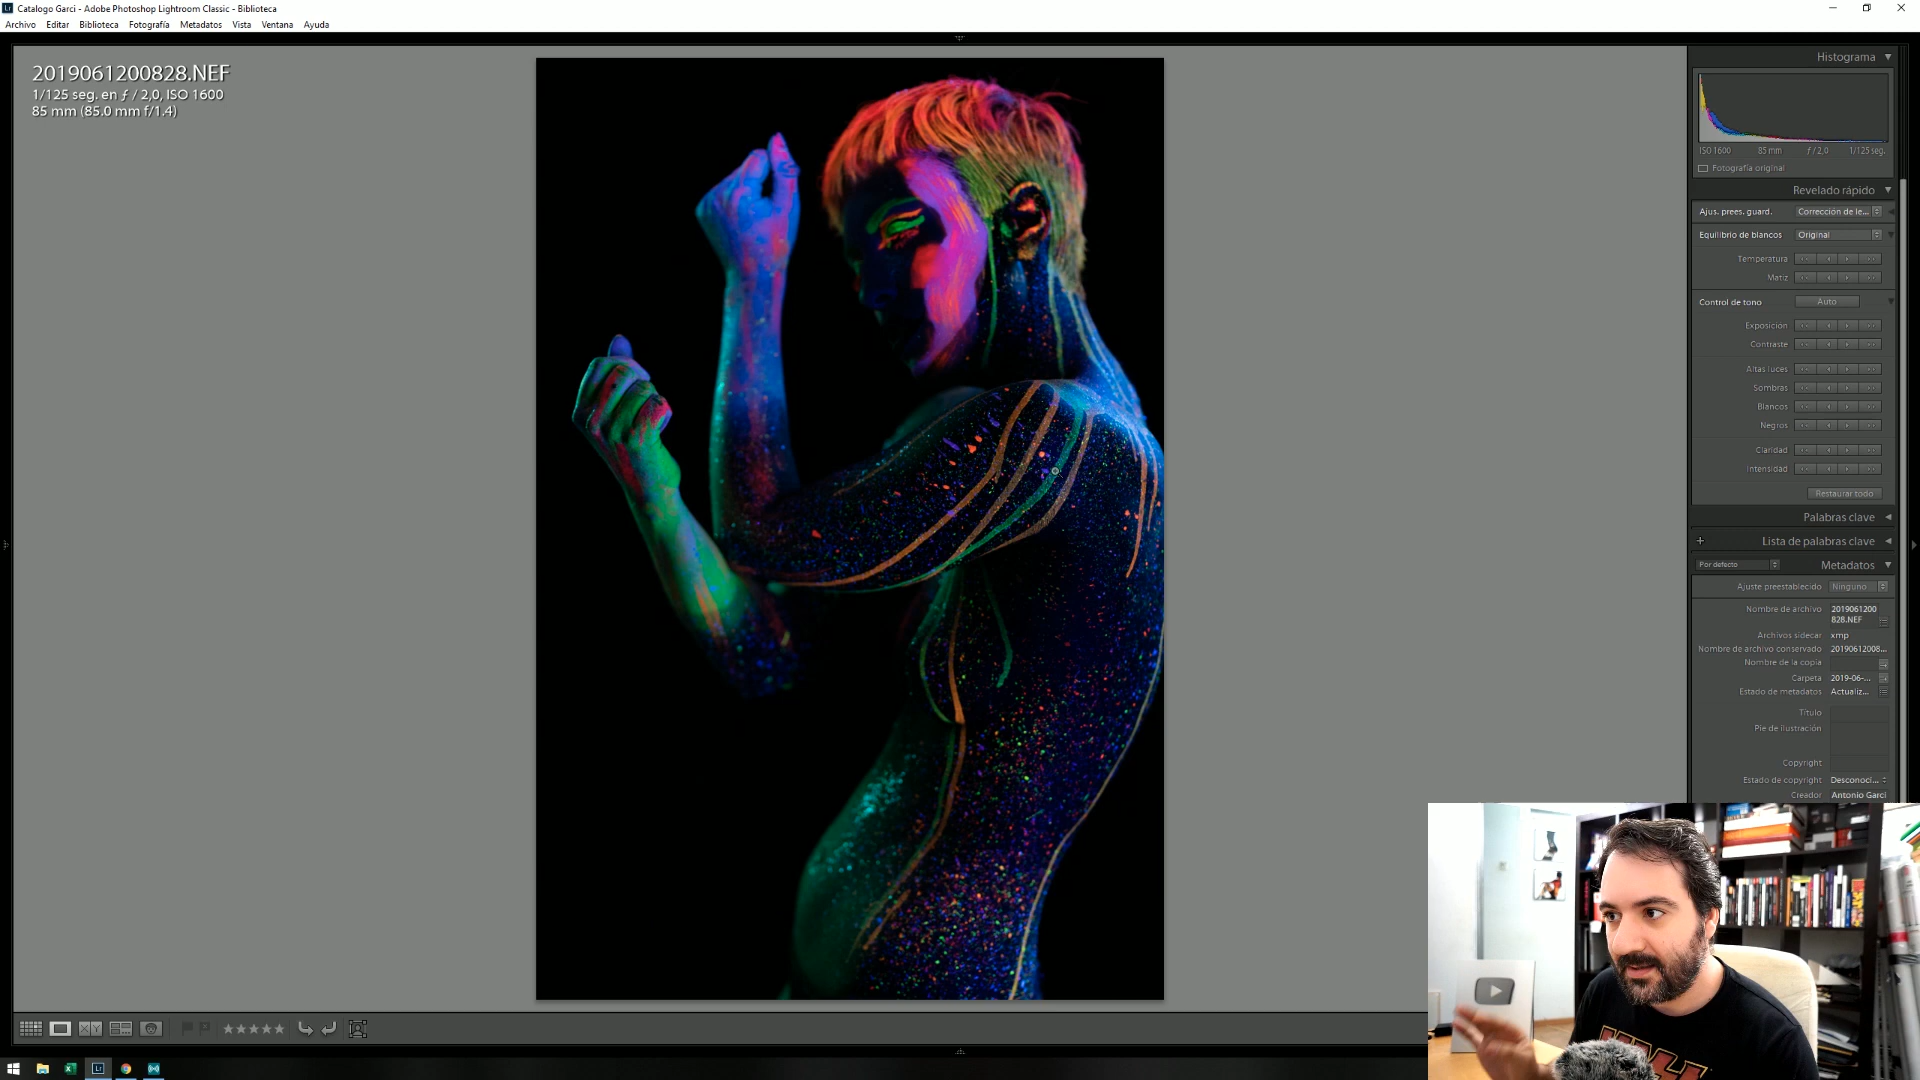 Lr Catalogo Garci - Adobe Photoshop Lightroom Classic - Biblioteca
Archivo Editar Biblioteca Fotografía Metadatos Vista Ventana Ayuda
2019061200828.NEF
1/125 seg. en ƒ / 2,0, ISO 1600
85 mm (85.0 mm f/1.4)
Histograma
ISO 1600 85 mm ƒ / 2,0 1/125 seg.
Fotografía original
Revelado rápido
Ajus. prees. guard. Corrección de le...
Equilibrio de blancos Original
Temperatura
Matiz
Control de tono Auto
Exposición
Contraste
Altas luces
Sombras
Blancos
Negros
Claridad
Intensidad
Restaurar todo
Palabras clave
+ Lista de palabras clave
Por defecto Metadatos
Ajuste preestablecido Ninguno
Nombre de archivo 2019061200
828.NEF
Archivos sidecar xmp
Nombre de archivo conservado 20190612008...
Nombre de la copia
Carpeta 2019-06-...
Estado de metadatos Actualiz...
Título
Pie de ilustración
Copyright
Estado de copyright Desconoci...
Creador Antonio Garci
XY
Lr